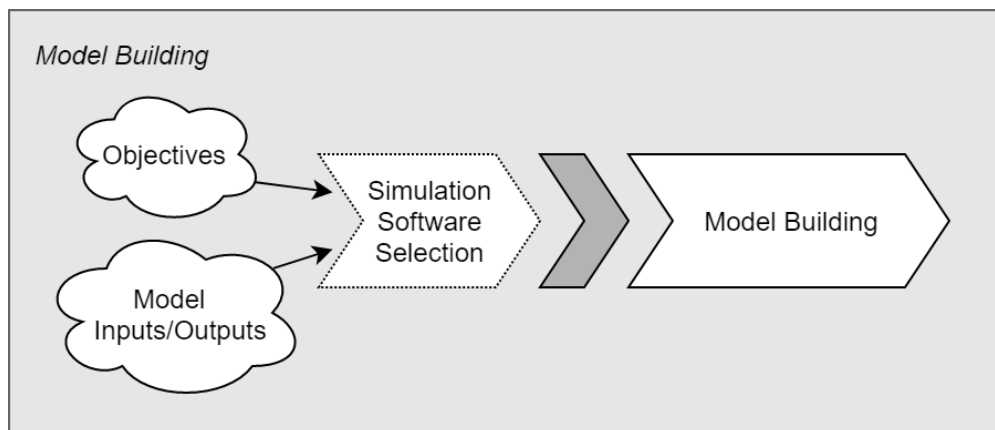 Model Building
Objectives
Simulation
Software
Selection
Model Building
Model
Inputs/Outputs